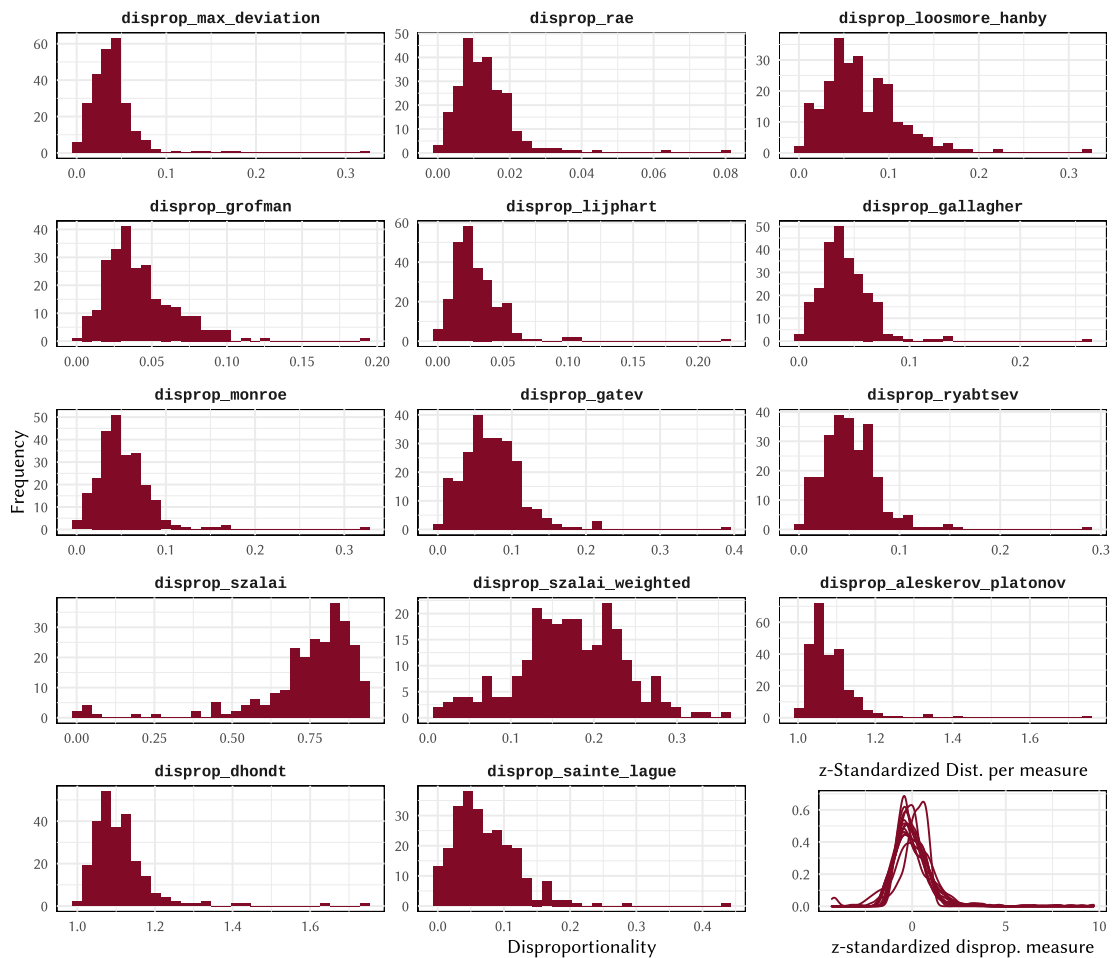 disprop_max_deviation disprop_rae disprop_loosmore_hanby
60 40 20 0
0.0 0.1 0.2 0.3
50 40 30 20 10 0
0.00 0.02 0.04 0.06 0.08
30 20 10 0
0.0 0.1 0.2 0.3
disprop_grofman disprop_lijphart disprop_gallagher
40 30 20 10 0
0.00 0.05 0.10 0.15 0.20
60 40 20 0
0.00 0.05 0.10 0.15 0.20
50 40 30 20 10 0
0.0 0.1 0.2
disprop_monroe disprop_gatev disprop_ryabtsev
Frequency
50 40 30 20 10 0
0.0 0.1 0.2 0.3
40 30 20 10 0
0.0 0.1 0.2 0.3 0.4
40 30 20 10 0
0.0 0.1 0.2 0.3
disprop_szalai disprop_szalai_weighted disprop_aleskerov_platonov
30 20 10 0
0.00 0.25 0.50 0.75
20 15 10 5 0
0.0 0.1 0.2 0.3
60 40 20 0
1.0 1.2 1.4 1.6
disprop_dhondt disprop_sainte_lague z-Standardized Dist. per measure
40 20 0
1.0 1.2 1.4 1.6
30 20 10 0
0.0 0.1 0.2 0.3 0.4
0.6 0.4 0.2 0.0
0 5 10
Disproportionality z-standardized disprop. measure